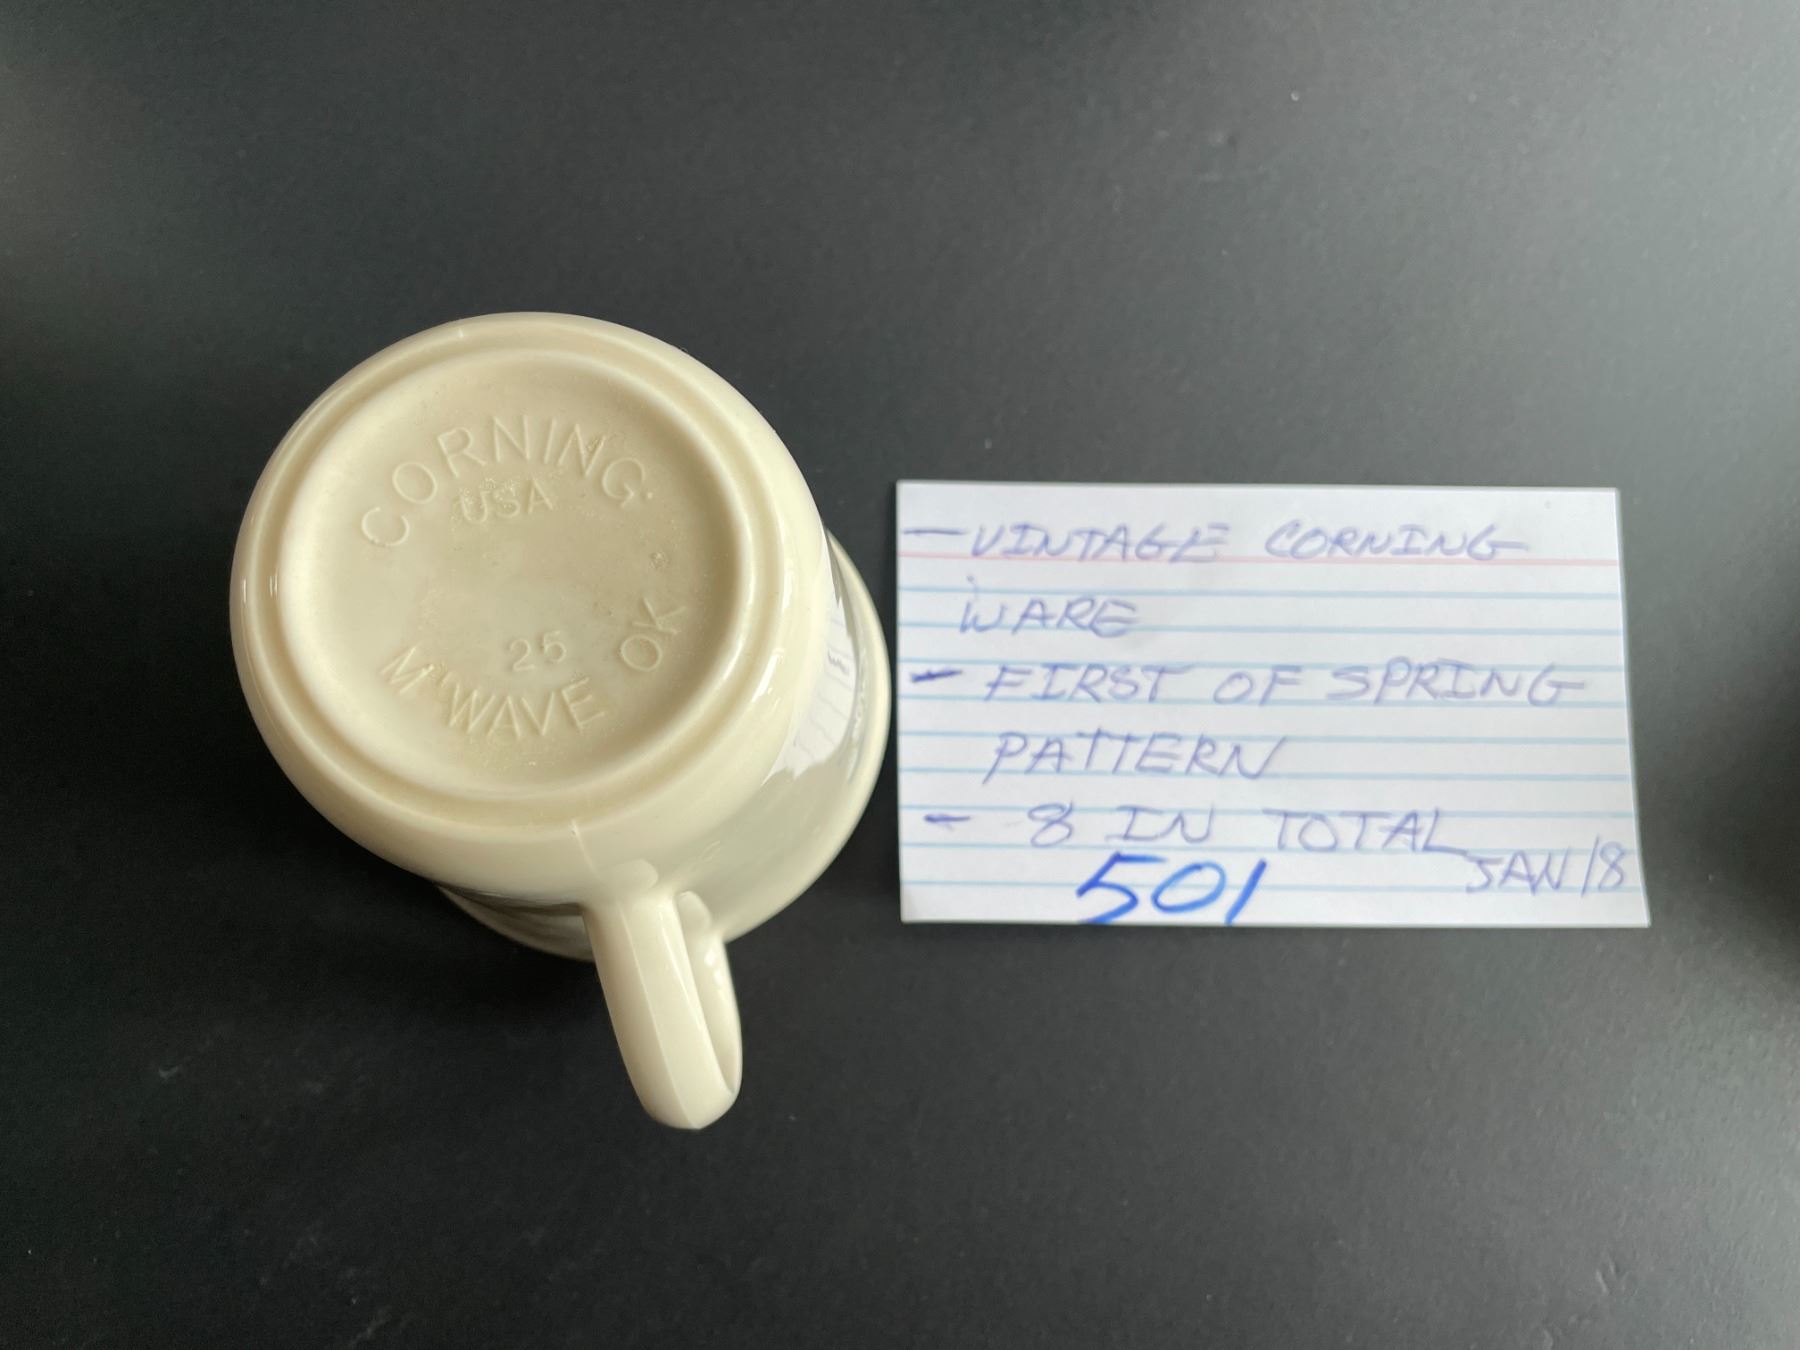 CORNING
USA
25
M'WAVE OK
- VINTAGE CORNING
WARE
- FIRST OF SPRING
PATTERN
- 8 IN TOTAL
JAN 18
501